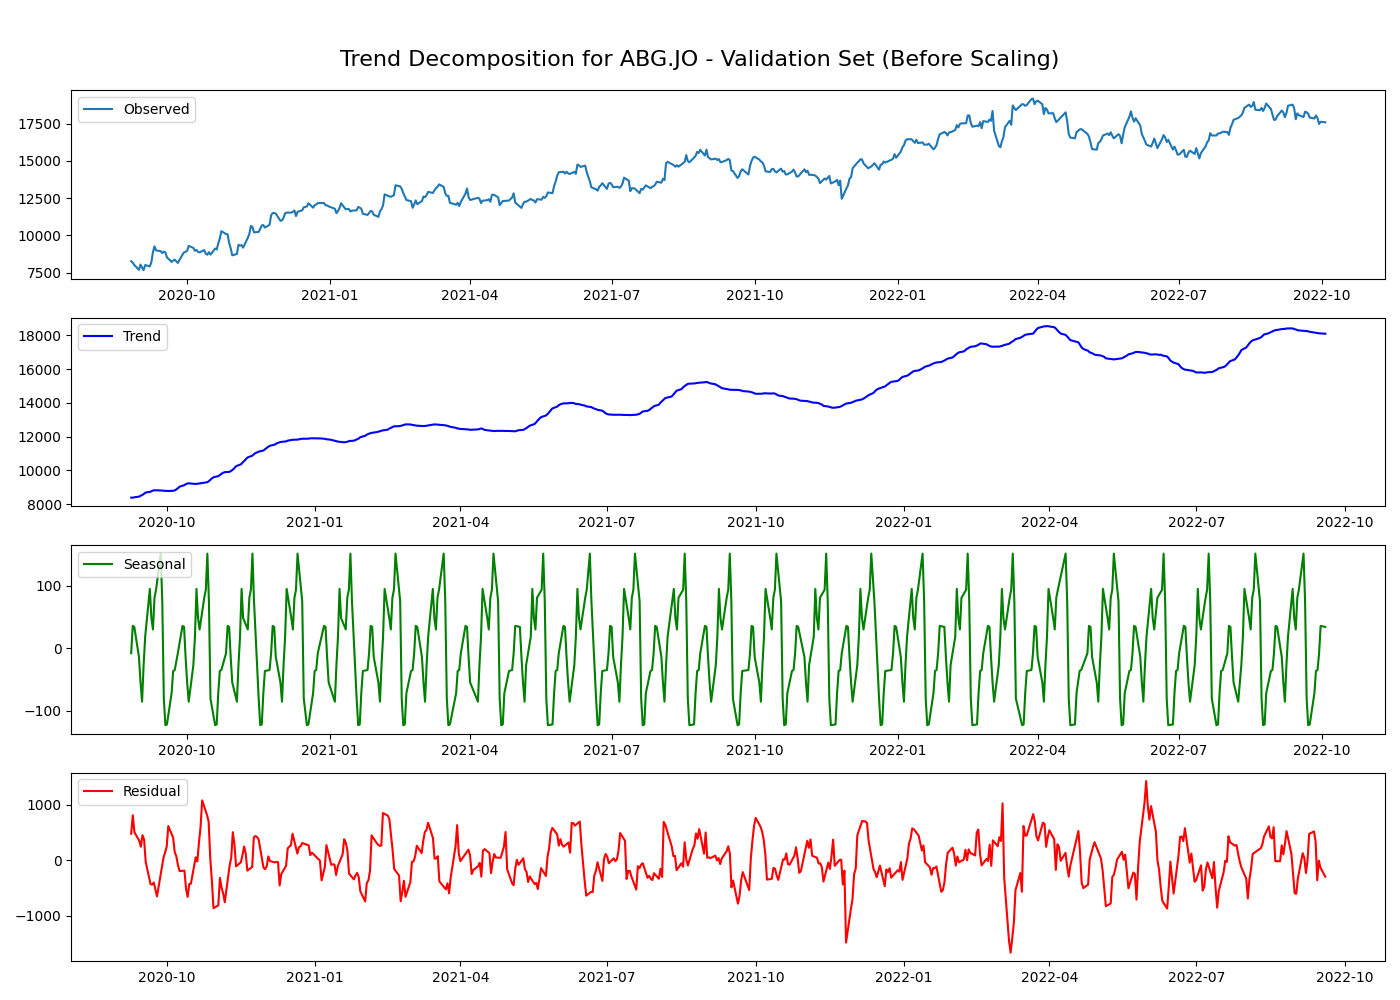 Trend Decomposition for ABG.JO - Validation Set (Before Scaling)
Observed
17500
15000
12500
10000
7500
2020-10 2021-01 2021-04 2021-07 2021-10 2022-01 2022-04 2022-07 2022-10
Trend
18000
16000
14000
12000
10000
8000
2020-10 2021-01 2021-04 2021-07 2021-10 2022-01 2022-04 2022-07 2022-10
Seasonal
100
0
−100
2020-10 2021-01 2021-04 2021-07 2021-10 2022-01 2022-04 2022-07 2022-10
Residual
1000
0
−1000
2020-10 2021-01 2021-04 2021-07 2021-10 2022-01 2022-04 2022-07 2022-10